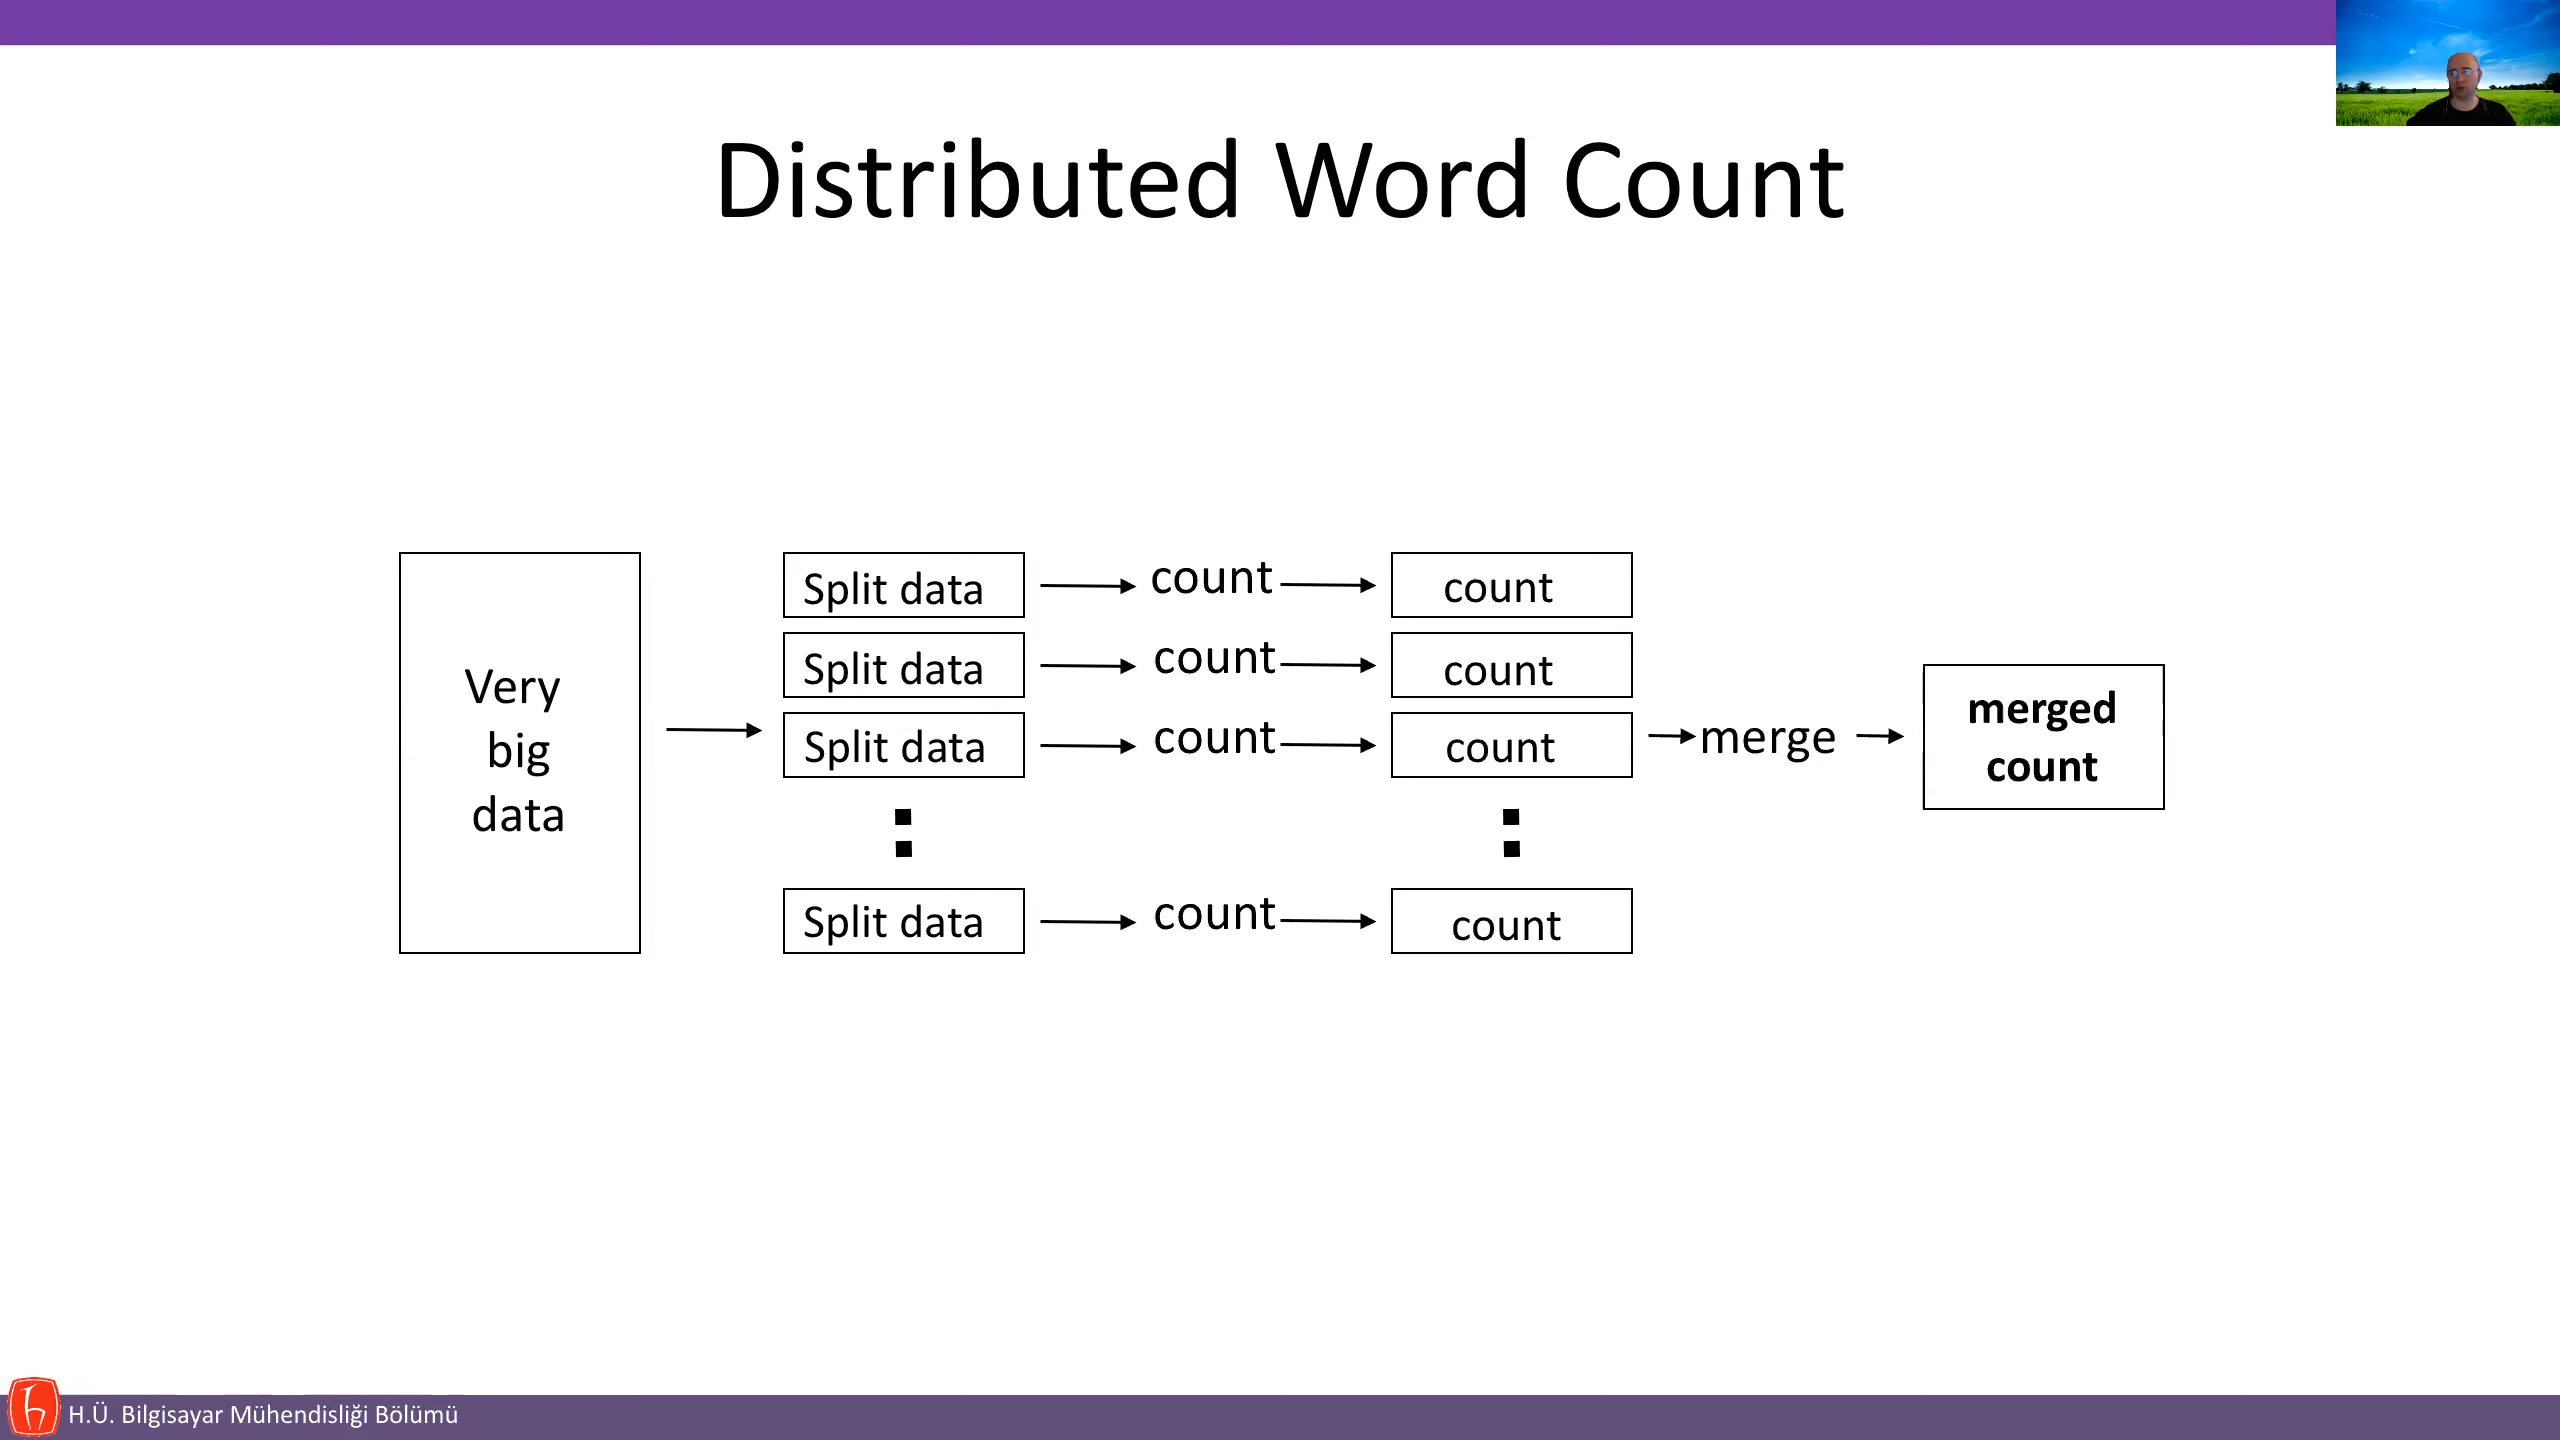 Distributed Word Count
Very
big
data
Split data
count
count
Split data
count
count
Split data
count
count
merge
merged
count
Split data
count
count
H.Ü. Bilgisayar Mühendisliği Bölümü